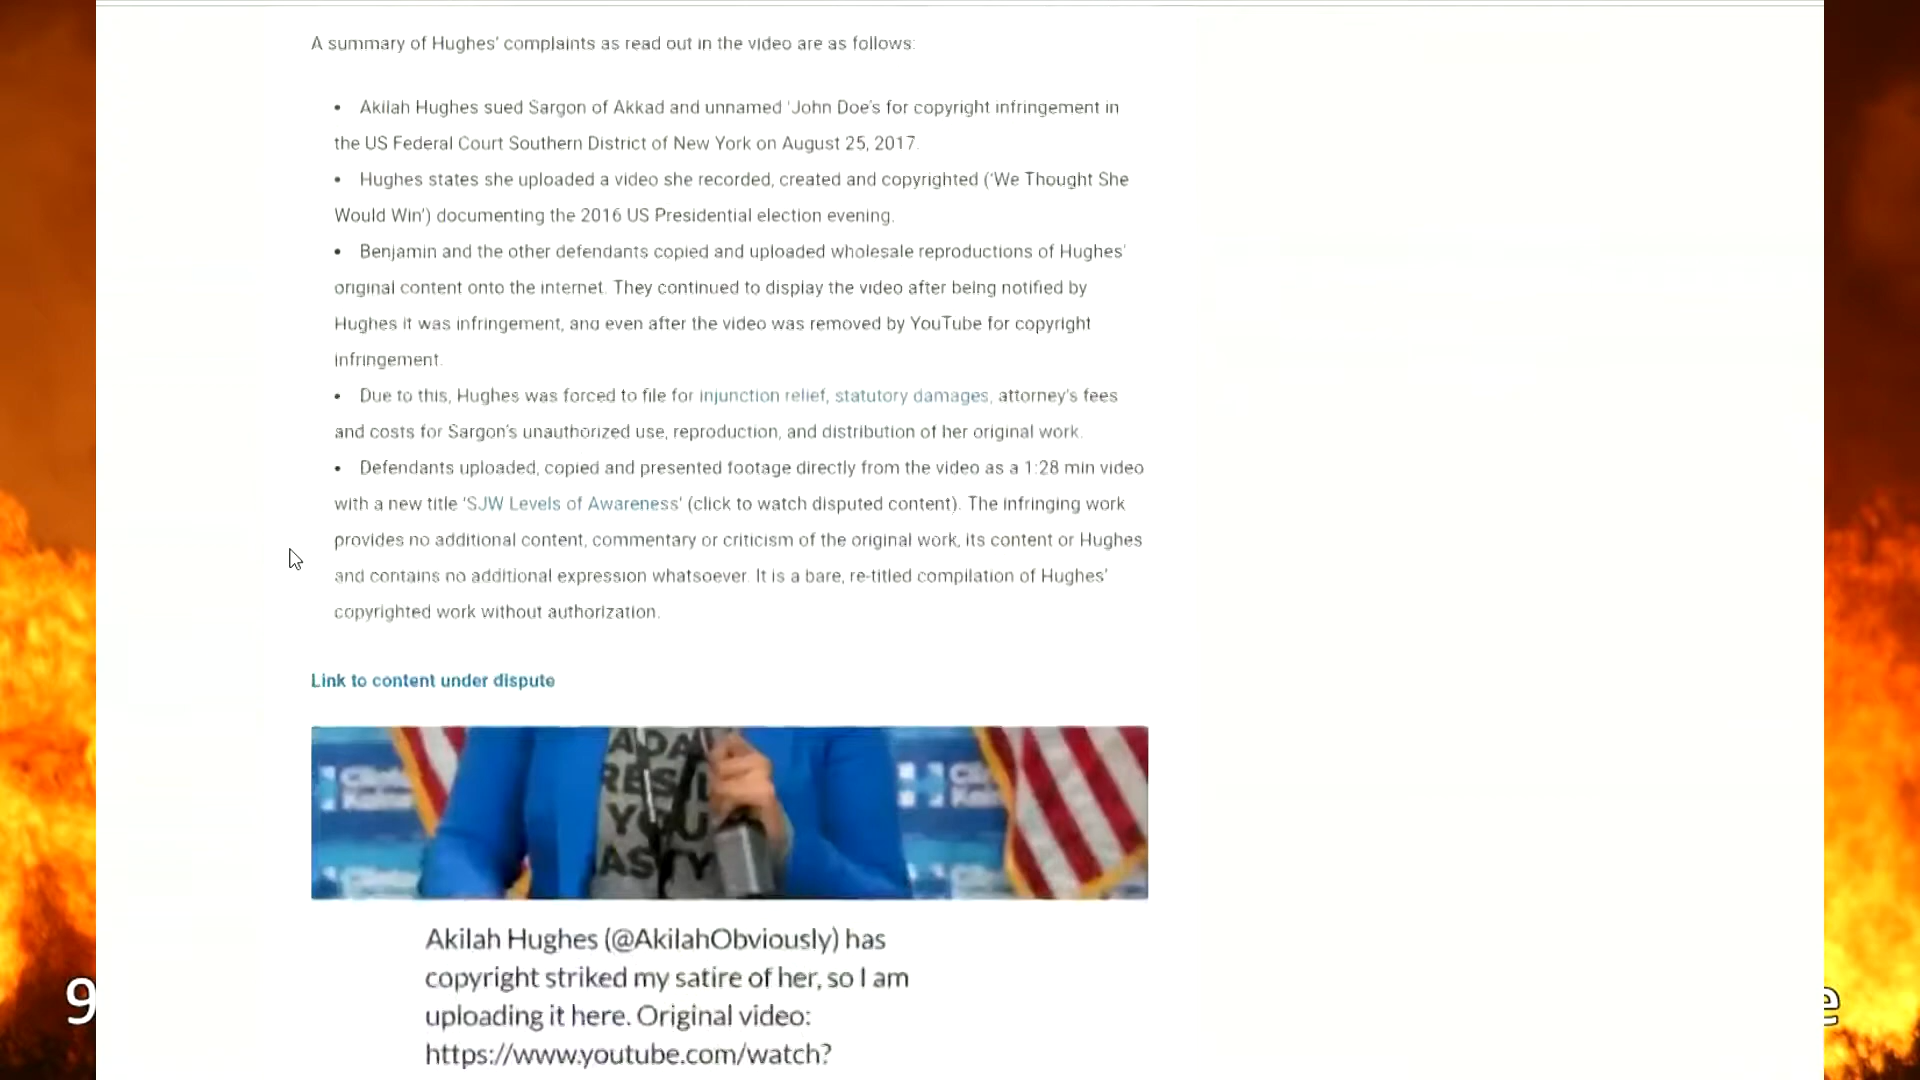 A summary of Hughes' complaints as read out in the video are as follows:
• Akilah Hughes sued Sargon of Akkad and unnamed 'John Doe's for copyright infringement in
the US Federal Court Southern District of New York on August 25, 2017.
• Hughes states she uploaded a video she recorded, created and copyrighted ('We Thought She
Would Win') documenting the 2016 US Presidential election evening.
• Benjamin and the other defendants copied and uploaded wholesale reproductions of Hughes'
original content onto the internet. They continued to display the video after being notified by
Hughes it was infringement, and even after the video was removed by YouTube for copyright
infringement.
• Due to this, Hughes was forced to file for injunction relief, statutory damages, attorney's fees
and costs for Sargon's unauthorized use, reproduction, and distribution of her original work.
• Defendants uploaded, copied and presented footage directly from the video as a 1:28 min video
with a new title 'SJW Levels of Awareness' (click to watch disputed content). The infringing work
provides no additional content, commentary or criticism of the original work, its content or Hughes
and contains no additional expression whatsoever. It is a bare, re-titled compilation of Hughes'
copyrighted work without authorization.
Link to content under dispute
YOU
Akilah Hughes (@AkilahObviously) has
copyright striked my satire of her, so I am
uploading it here. Original video:
https://www.youtube.com/watch?
9
e